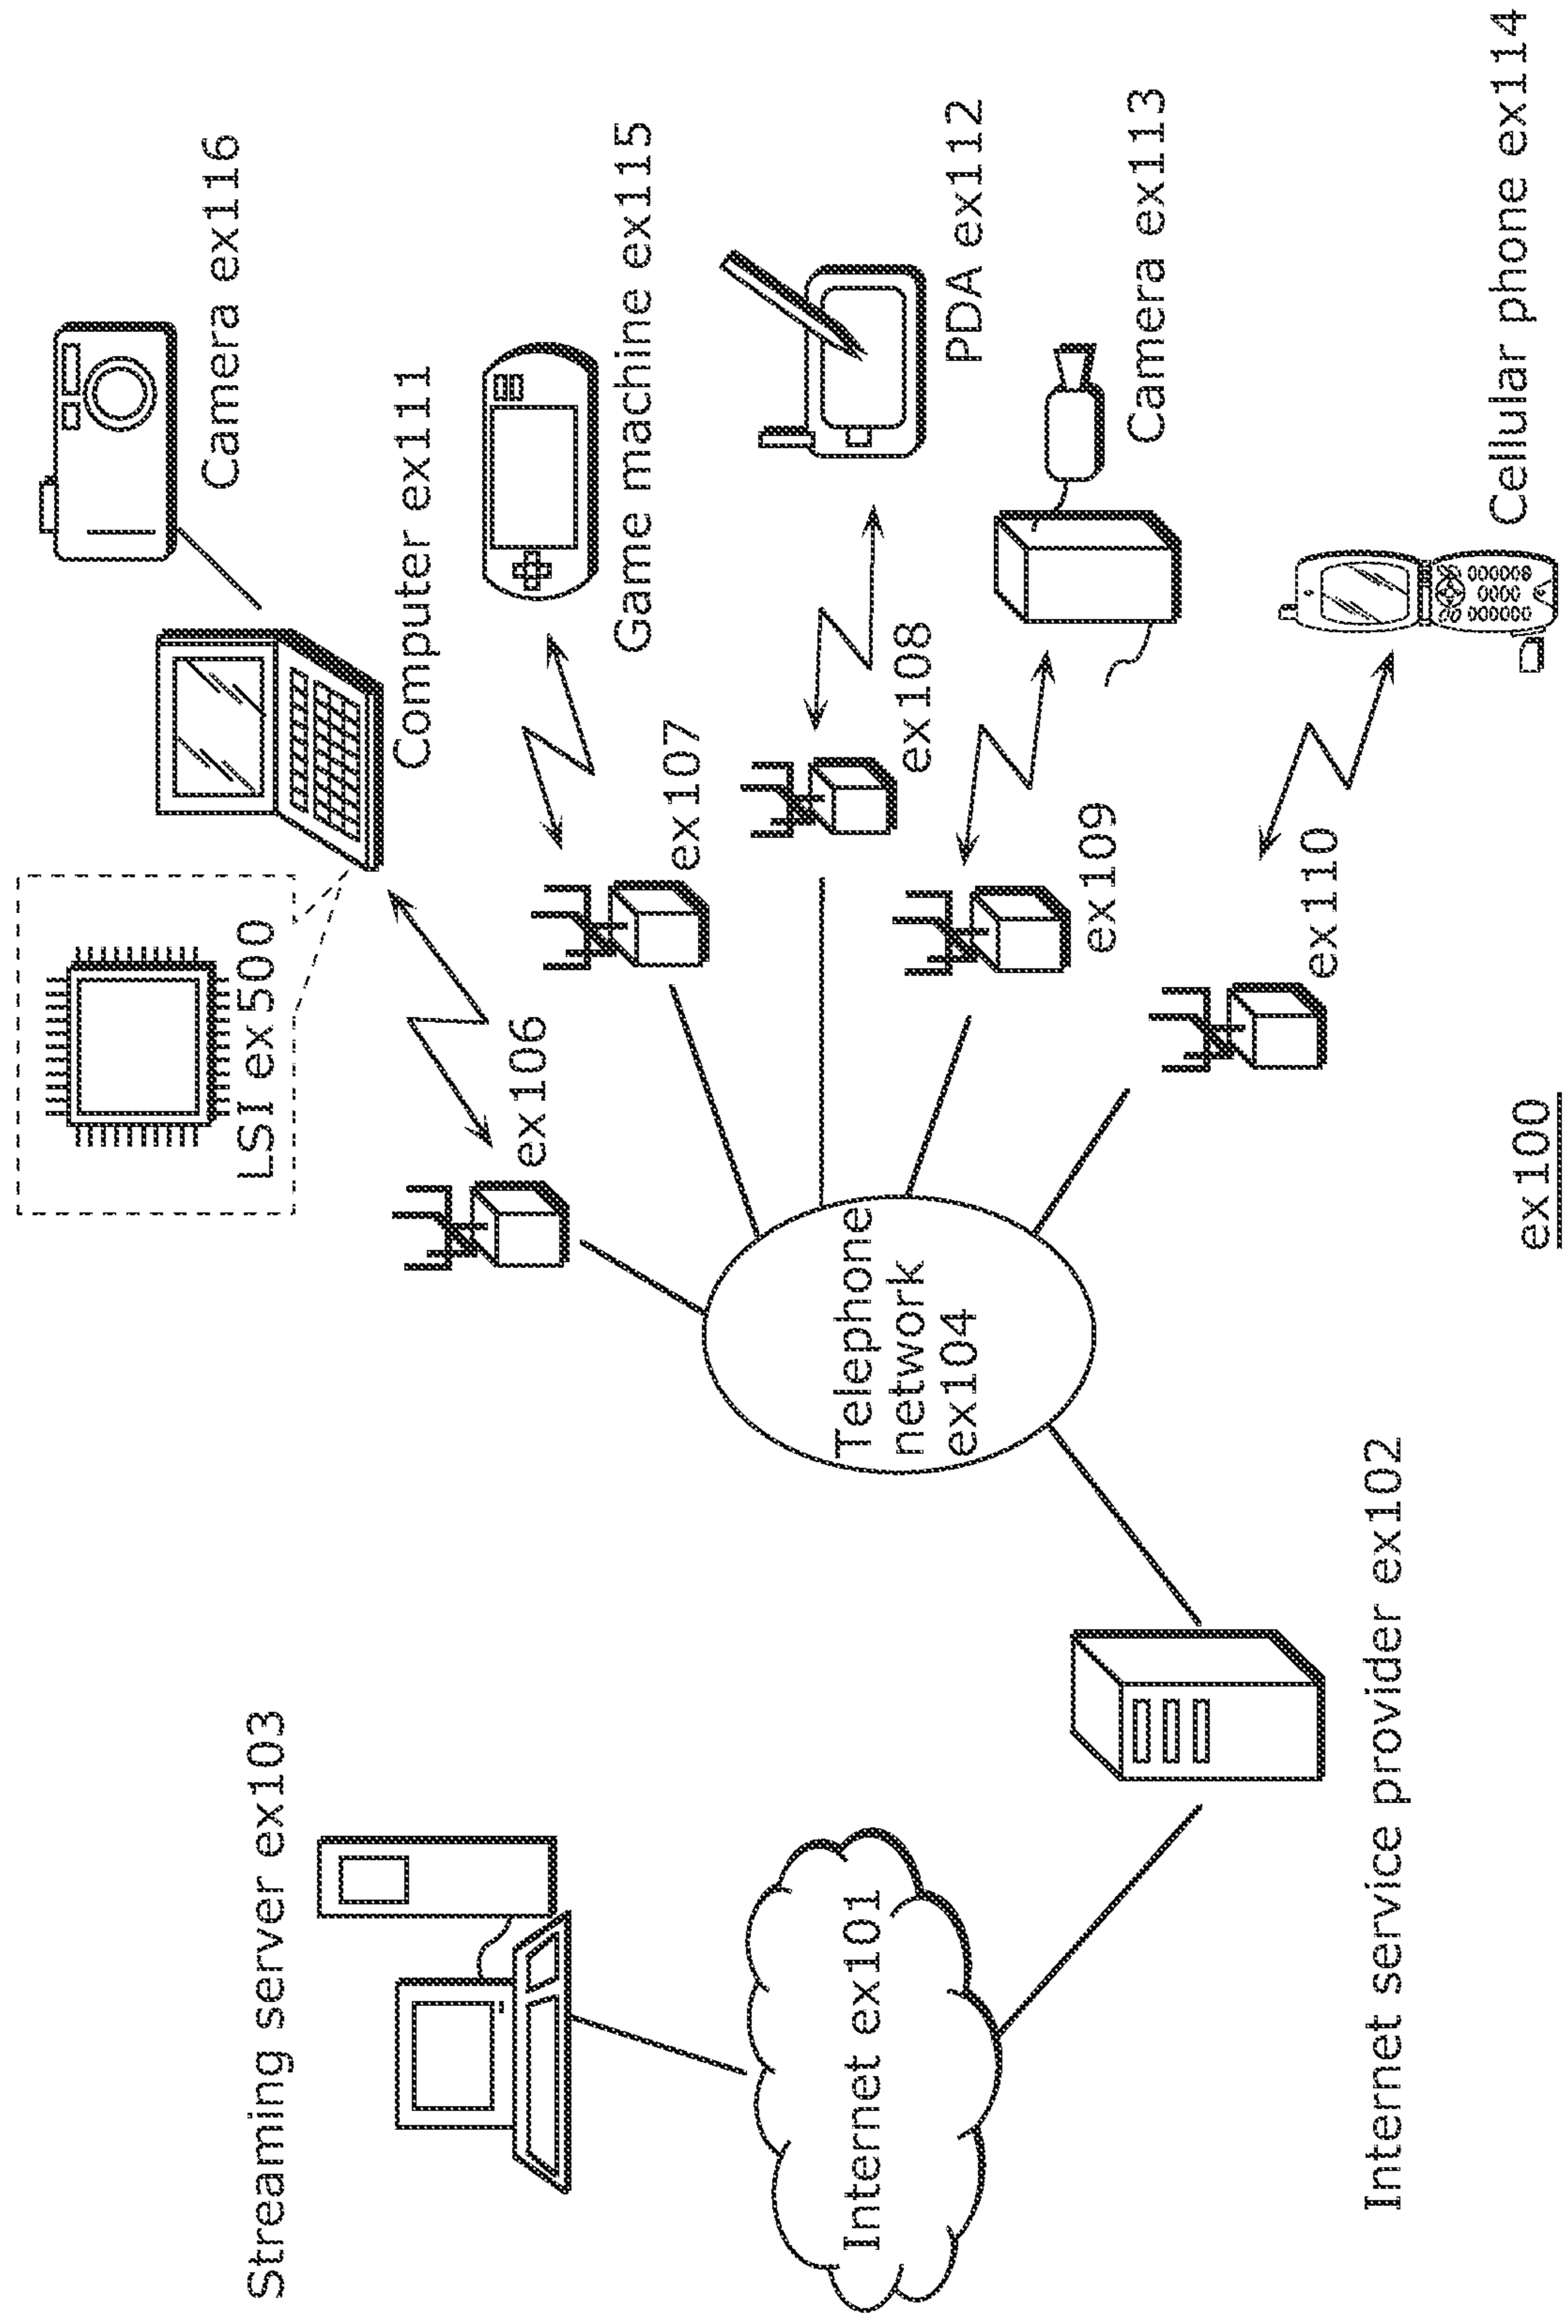 Streaming server ex103
Internet ex101
Internet service provider ex102
Telephone
network
ex104
LSI ex500
ex106
ex107
ex108
ex109
ex110
Camera ex116
Computer ex111
Game machine ex115
PDA ex112
Camera ex113
Cellular phone ex114
ex100